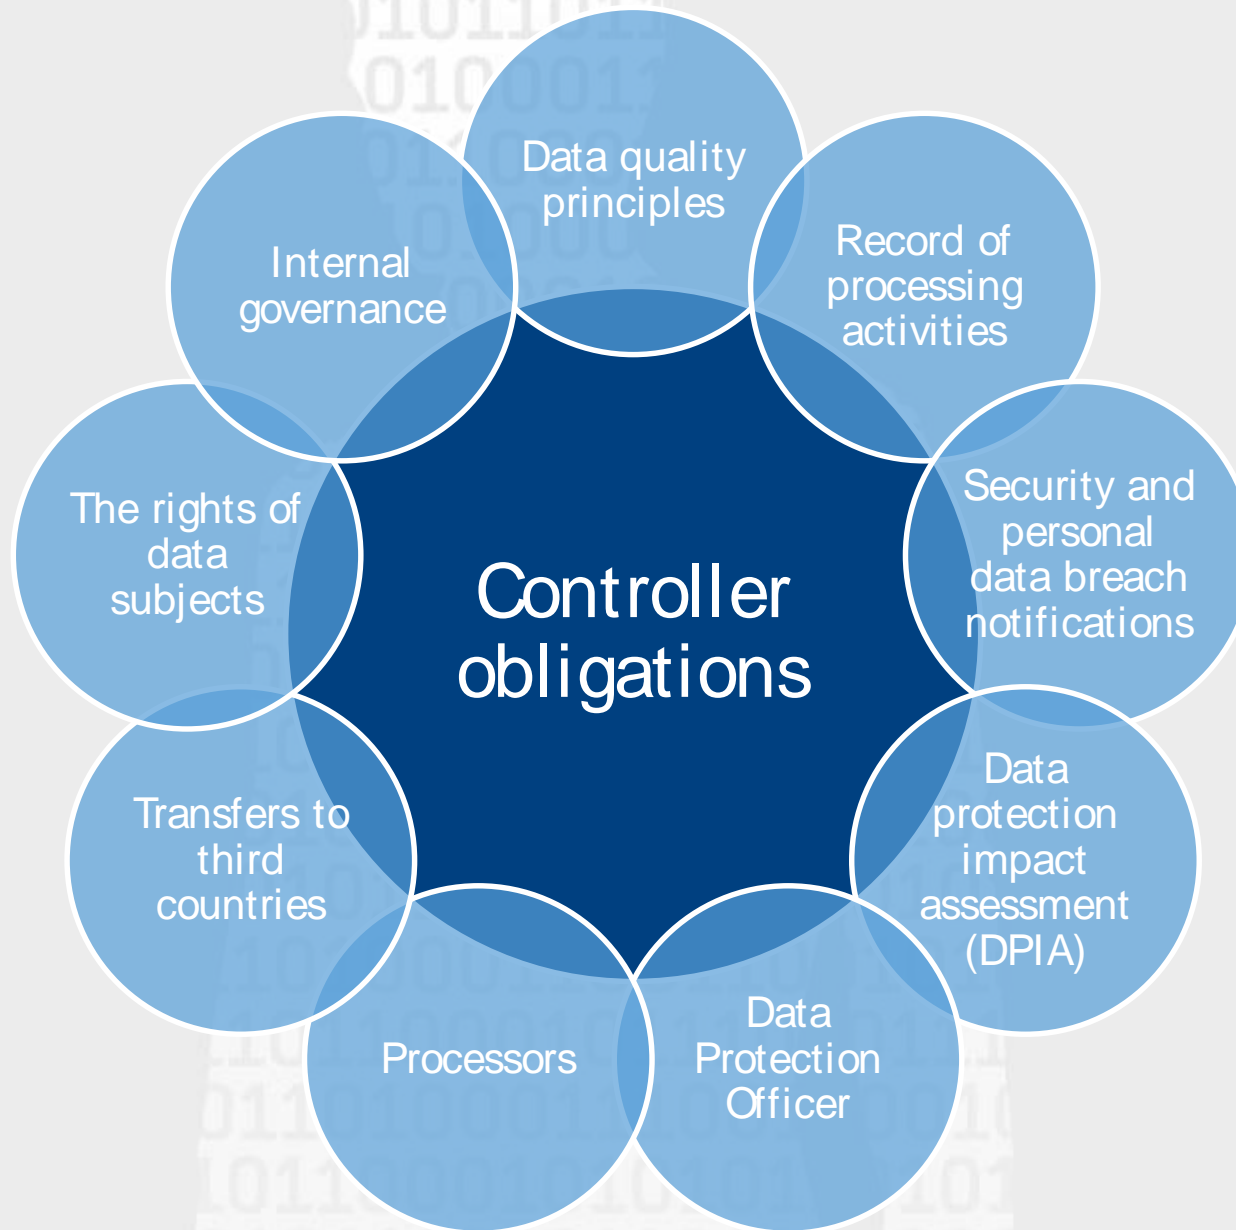 Data quality
principles
Record of
processing
activities
Security and
personal
data breach
notifications
Data
protection
impact
assessment
(DPIA)
Data
Protection
Officer
Processors
Transfers to
third
countries
The rights of
data
subjects
Internal
governance
Controller
obligations